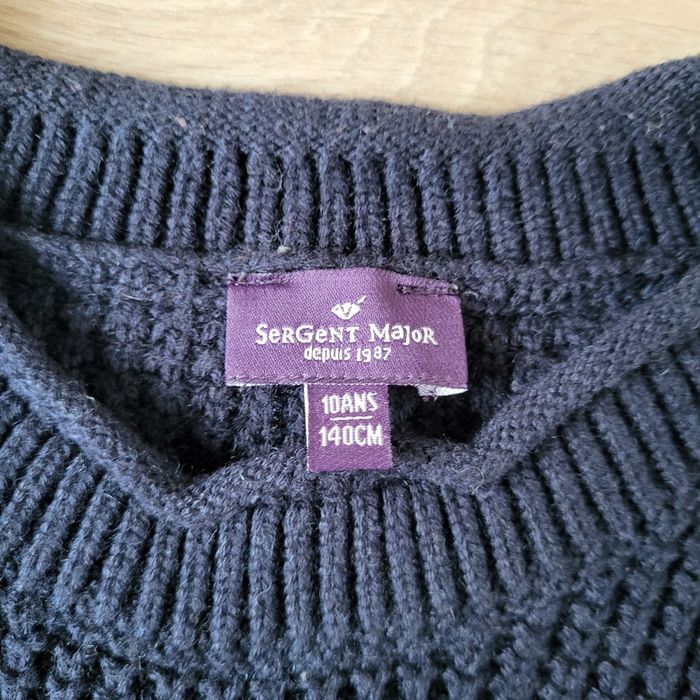 SerGenT MaJoR
depuis 1987
10ANS
140CM